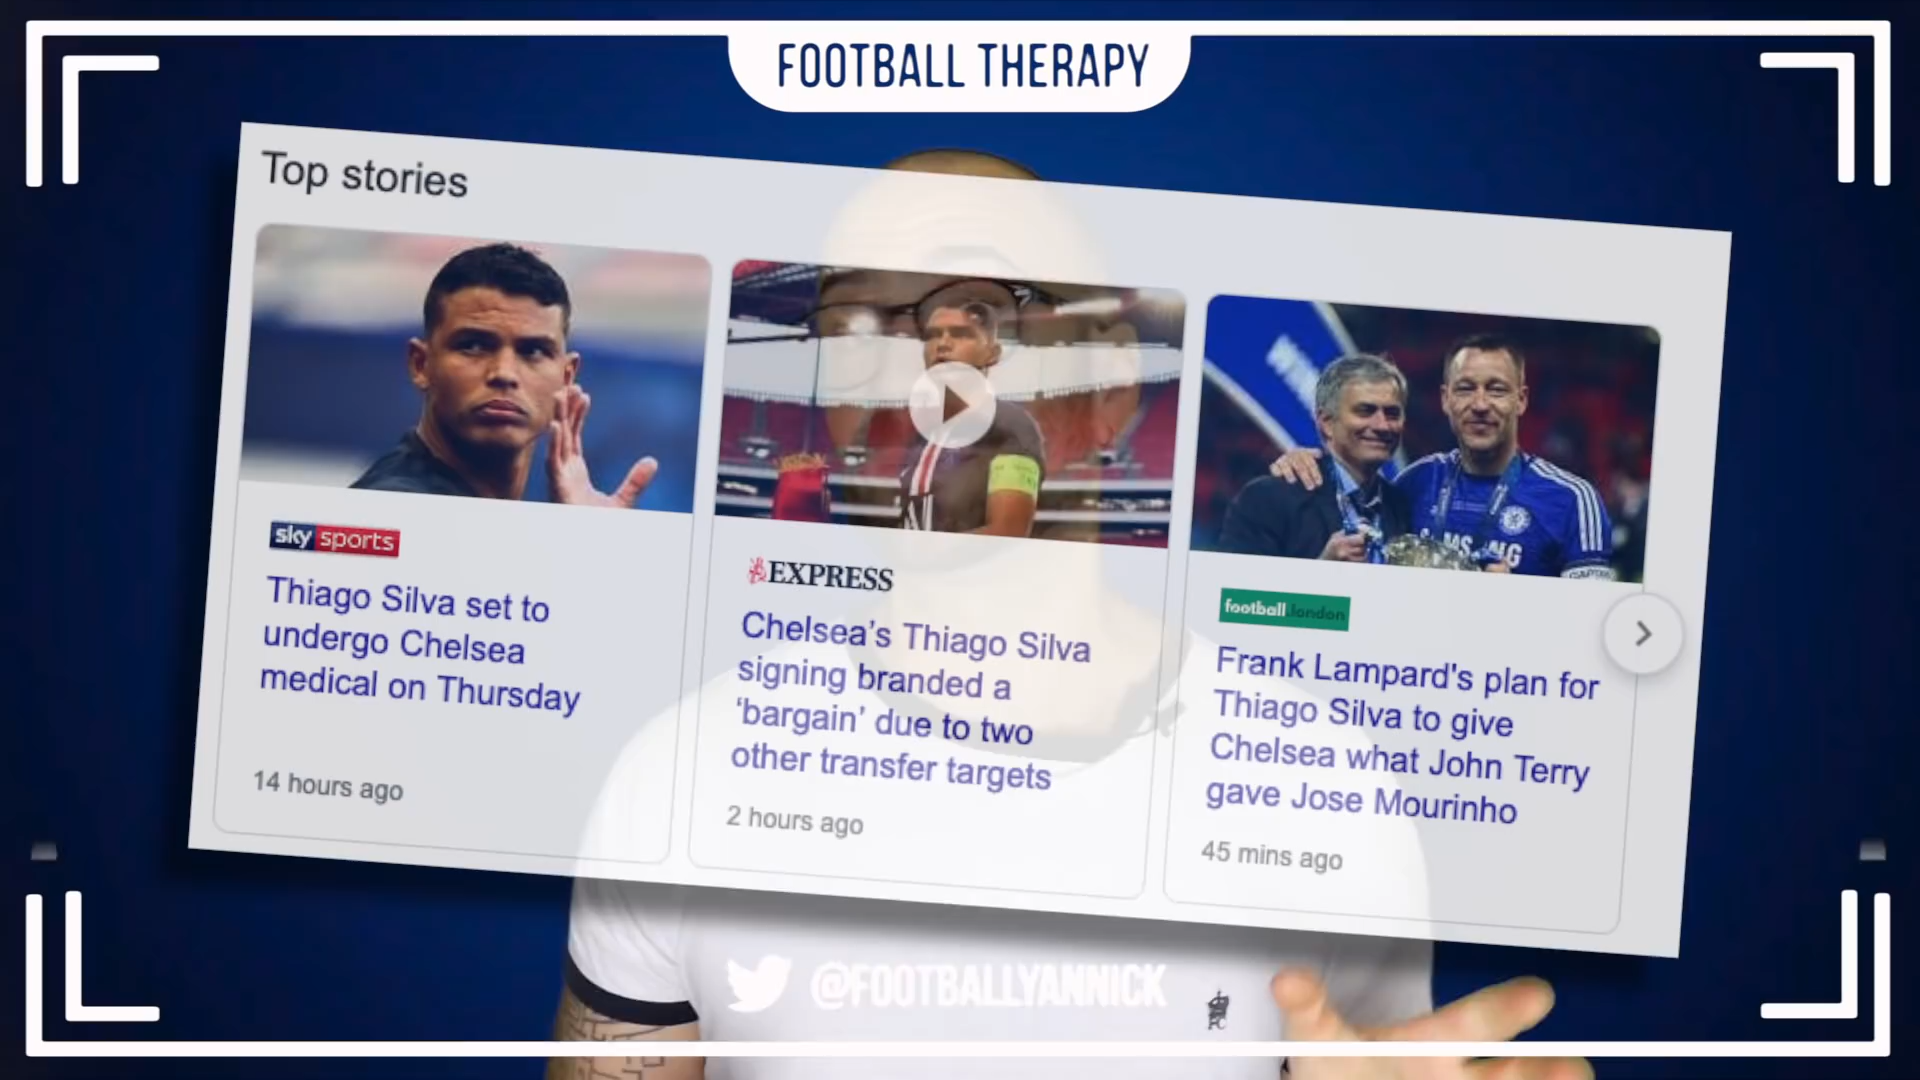 FOOTBALL THERAPY
Top stories
sky sports
Thiago Silva set to
undergo Chelsea
medical on Thursday
14 hours ago
EXPRESS
Chelsea's Thiago Silva
signing branded a
‘bargain’ due to two
other transfer targets
2 hours ago
football.london
Frank Lampard's plan for
Thiago Silva to give
Chelsea what John Terry
gave Jose Mourinho
45 mins ago
@FOOTBALLYANNICK